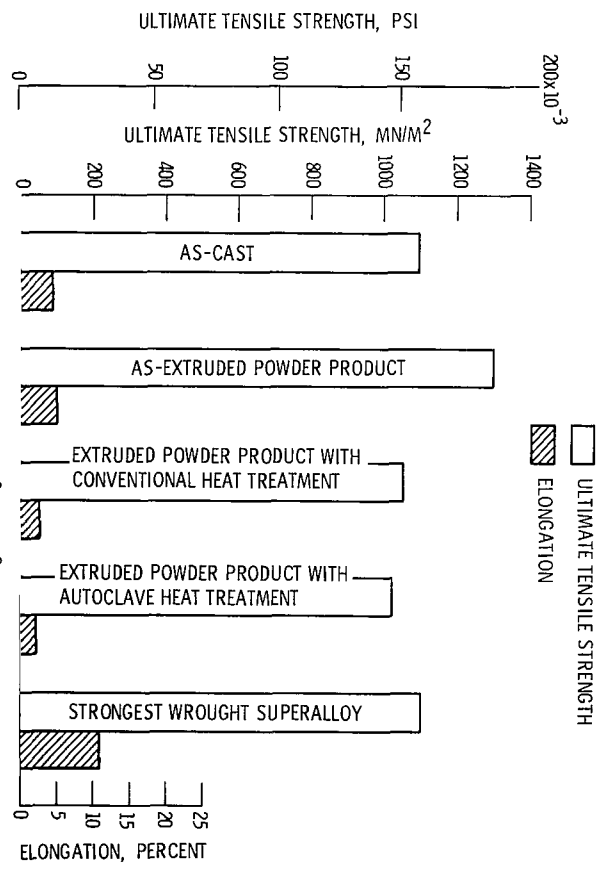 ULTIMATE TENSILE STRENGTH, PSI
0 50 100 150 200x10-3
ULTIMATE TENSILE STRENGTH, MN/M2
0 200 400 600 800 1000 1200 1400
AS-CAST
AS-EXTRUDED POWDER PRODUCT
EXTRUDED POWDER PRODUCT WITH
CONVENTIONAL HEAT TREATMENT
EXTRUDED POWDER PRODUCT WITH
AUTOCLAVE HEAT TREATMENT
STRONGEST WROUGHT SUPERALLOY
0 5 10 15 20 25
ELONGATION, PERCENT
ULTIMATE TENSILE STRENGTH
ELONGATION